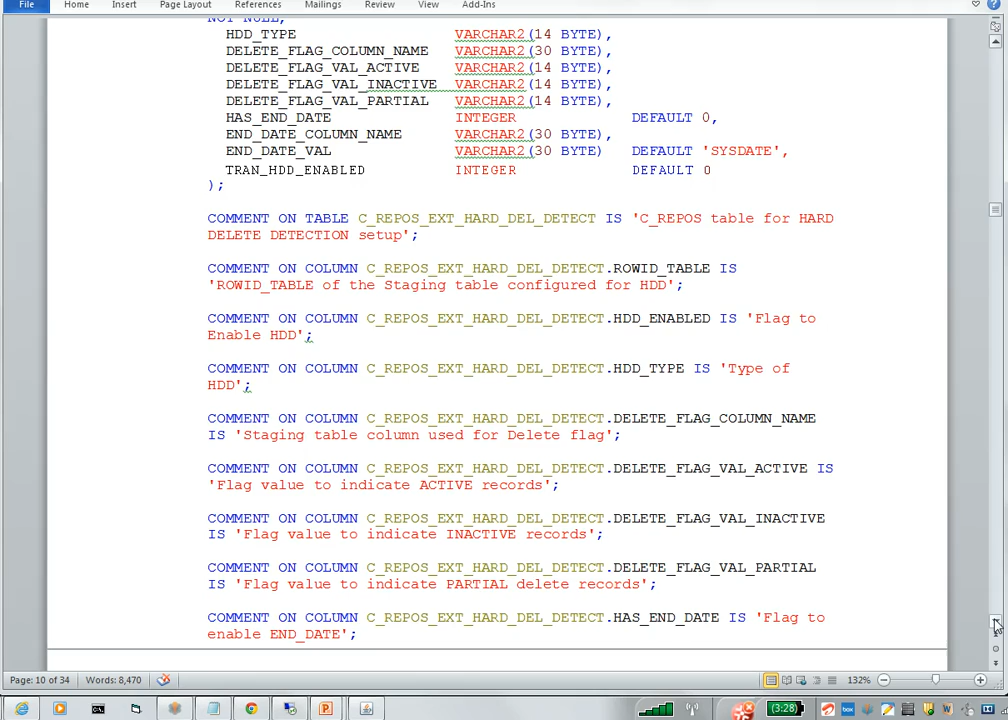 File Home Insert Page Layout References Mailings Review View Add-Ins
NOT NULL,
HDD_TYPE VARCHAR2(14 BYTE),
DELETE_FLAG_COLUMN_NAME VARCHAR2(30 BYTE),
DELETE_FLAG_VAL_ACTIVE VARCHAR2(14 BYTE),
DELETE_FLAG_VAL_INACTIVE VARCHAR2(14 BYTE),
DELETE_FLAG_VAL_PARTIAL VARCHAR2(14 BYTE),
HAS_END_DATE INTEGER DEFAULT 0,
END_DATE_COLUMN_NAME VARCHAR2(30 BYTE),
END_DATE_VAL VARCHAR2(30 BYTE) DEFAULT 'SYSDATE',
TRAN_HDD_ENABLED INTEGER DEFAULT 0
);
COMMENT ON TABLE C_REPOS_EXT_HARD_DEL_DETECT IS 'C_REPOS table for HARD
DELETE DETECTION setup';
COMMENT ON COLUMN C_REPOS_EXT_HARD_DEL_DETECT.ROWID_TABLE IS
'ROWID_TABLE of the Staging table configured for HDD';
COMMENT ON COLUMN C_REPOS_EXT_HARD_DEL_DETECT.HDD_ENABLED IS 'Flag to
Enable HDD';
COMMENT ON COLUMN C_REPOS_EXT_HARD_DEL_DETECT.HDD_TYPE IS 'Type of
HDD';
COMMENT ON COLUMN C_REPOS_EXT_HARD_DEL_DETECT.DELETE_FLAG_COLUMN_NAME
IS 'Staging table column used for Delete flag';
COMMENT ON COLUMN C_REPOS_EXT_HARD_DEL_DETECT.DELETE_FLAG_VAL_ACTIVE IS
'Flag value to indicate ACTIVE records';
COMMENT ON COLUMN C_REPOS_EXT_HARD_DEL_DETECT.DELETE_FLAG_VAL_INACTIVE
IS 'Flag value to indicate INACTIVE records';
COMMENT ON COLUMN C_REPOS_EXT_HARD_DEL_DETECT.DELETE_FLAG_VAL_PARTIAL
IS 'Flag value to indicate PARTIAL delete records';
COMMENT ON COLUMN C_REPOS_EXT_HARD_DEL_DETECT.HAS_END_DATE IS 'Flag to
enable END_DATE';
Page: 10 of 34 Words: 8,470 132%
(3:28)